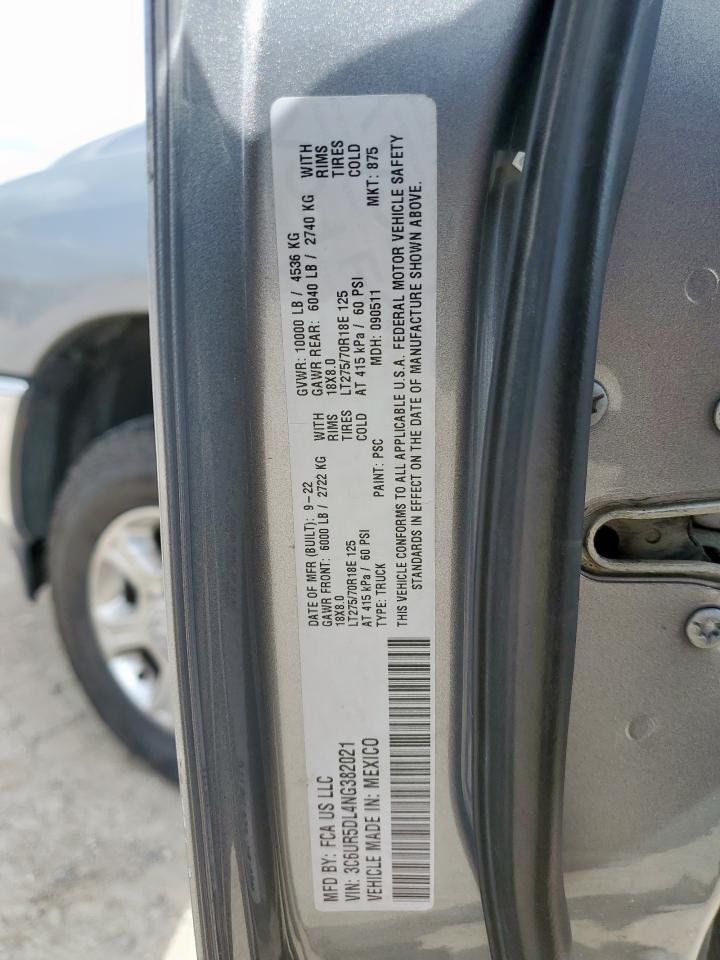 MFD BY: FCA US LLC
VIN: 3C6UR5DL4NG382021
VEHICLE MADE IN: MEXICO
DATE OF MFR (BUILT): 9-22
GAWR FRONT: 6000 LB / 2722 KG WITH
18X8.0 RIMS
LT275/70R18E 125 TIRES
AT 415 kPa / 60 PSI COLD
TYPE: TRUCK PAINT: PSC
GVWR: 10000 LB / 4536 KG
GAWR REAR: 6040 LB / 2740 KG WITH
18X8.0 RIMS
LT275/70R18E 125 TIRES
AT 415 kPa / 60 PSI COLD
MDH: 090511 MKT: 875
THIS VEHICLE CONFORMS TO ALL APPLICABLE U.S.A. FEDERAL MOTOR VEHICLE SAFETY
STANDARDS IN EFFECT ON THE DATE OF MANUFACTURE SHOWN ABOVE.